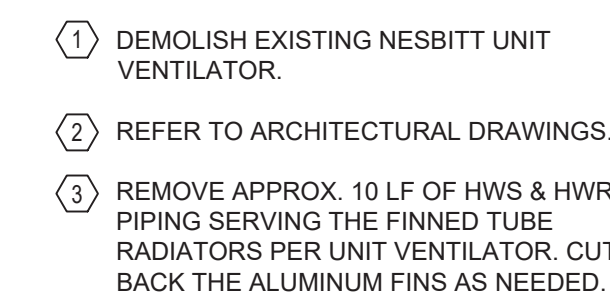 1 DEMOLISH EXISTING NESBITT UNIT
VENTILATOR.
2 REFER TO ARCHITECTURAL DRAWINGS.
3 REMOVE APPROX. 10 LF OF HWS & HWR
PIPING SERVING THE FINNED TUBE
RADIATORS PER UNIT VENTILATOR. CUT
BACK THE ALUMINUM FINS AS NEEDED.